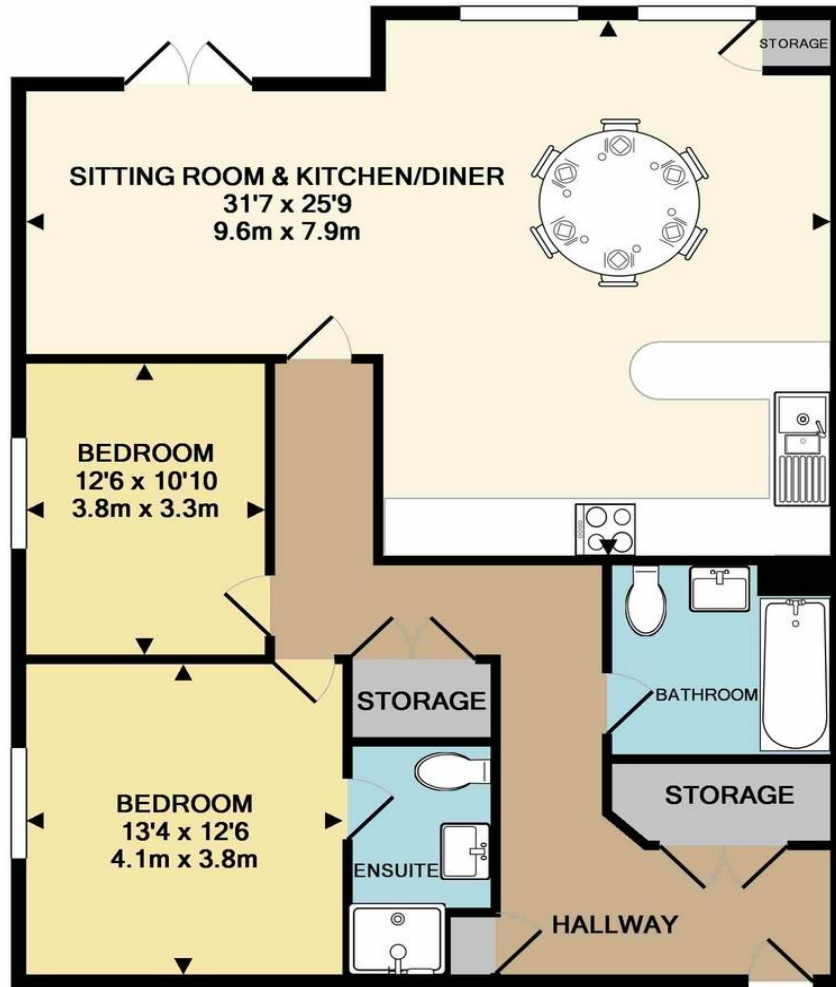 STORAGE
SITTING ROOM & KITCHEN/DINER
31'7 x 25'9
9.6m x 7.9m
BEDROOM
12'6 x 10'10
3.8m x 3.3m
STORAGE
BATHROOM
BEDROOM
13'4 x 12'6
4.1m x 3.8m
STORAGE
ENSUITE
HALLWAY